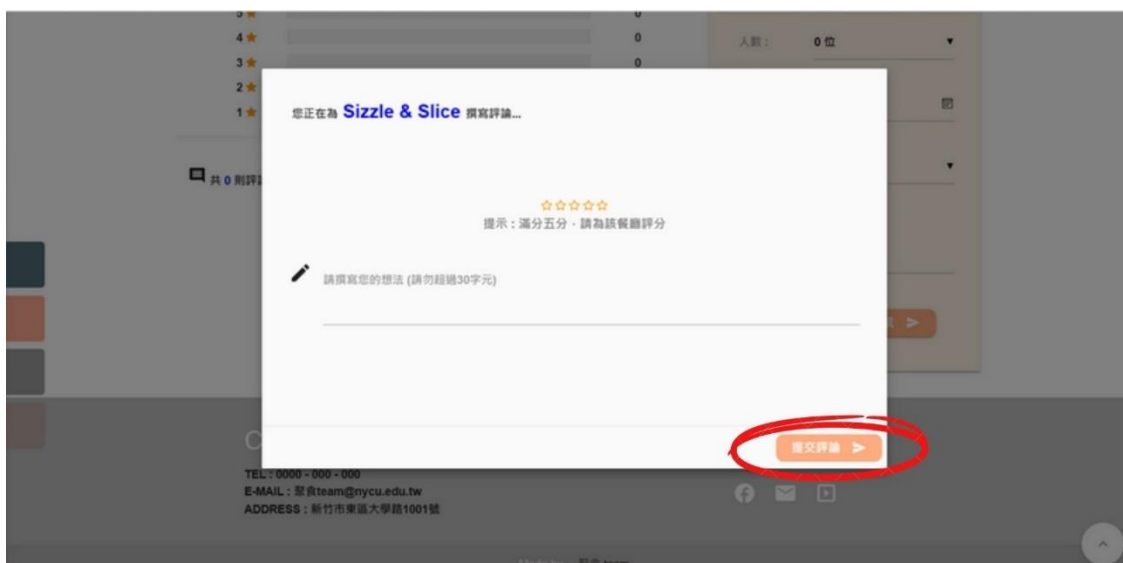 5
0
4
0
人數：
0 位
3
0
2
1
您正在為 Sizzle & Slice 撰寫評論...
共 0 則評
提示：滿分五分，請為該餐廳評分
請撰寫您的想法 (請勿超過30字元)
提交評論
C
TEL : 0000 - 000 - 000
E-MAIL : 聚食team@nycu.edu.tw
ADDRESS : 新竹市東區大學路1001號